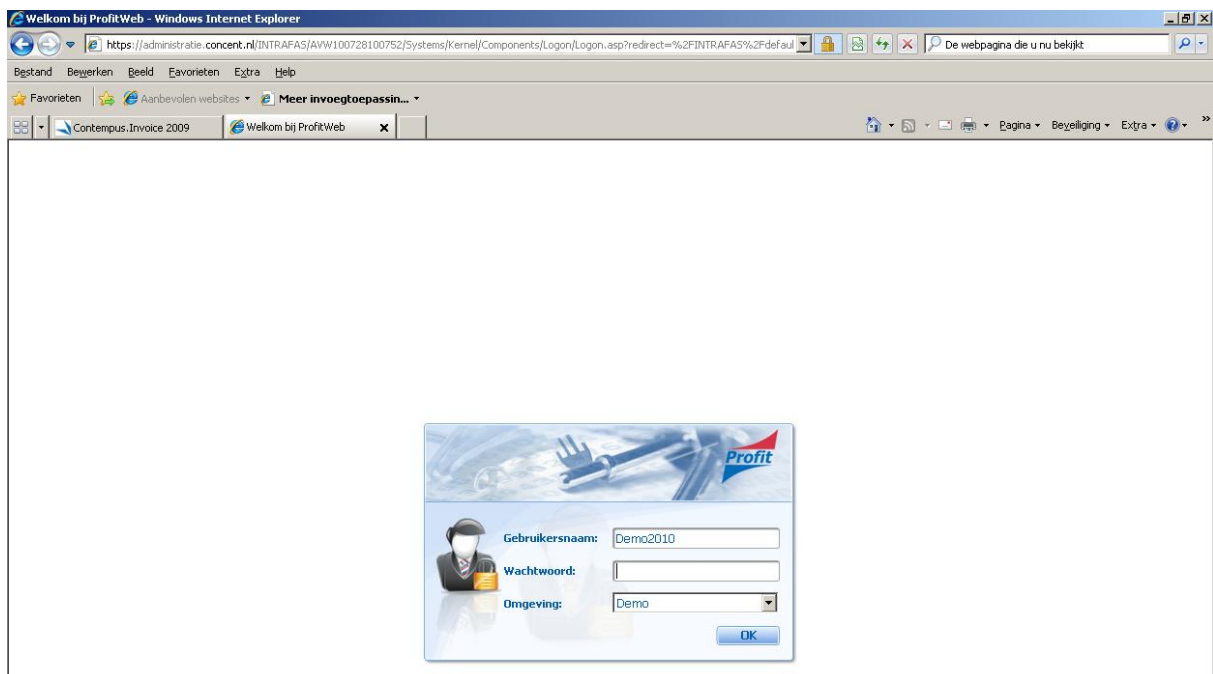 Welkom bij ProfitWeb - Windows Internet Explorer
https://administratie.concent.nl/INTRAFAS/AVW100728100752/Systems/Kernel/Components/Logon/Logon.asp?redirect=%2FINTRAFAS%2Fdefaul
De webpagina die u nu bekijkt
Bestand Bewerken Beeld Favorieten Extra Help
Favorieten Aanbevolen websites Meer invoegtoepassin...
Contempus.Invoice 2009 Welkom bij ProfitWeb Pagina Beveiliging Extra »
Profit
Gebruikersnaam: Demo2010
Wachtwoord:
Omgeving: Demo
OK